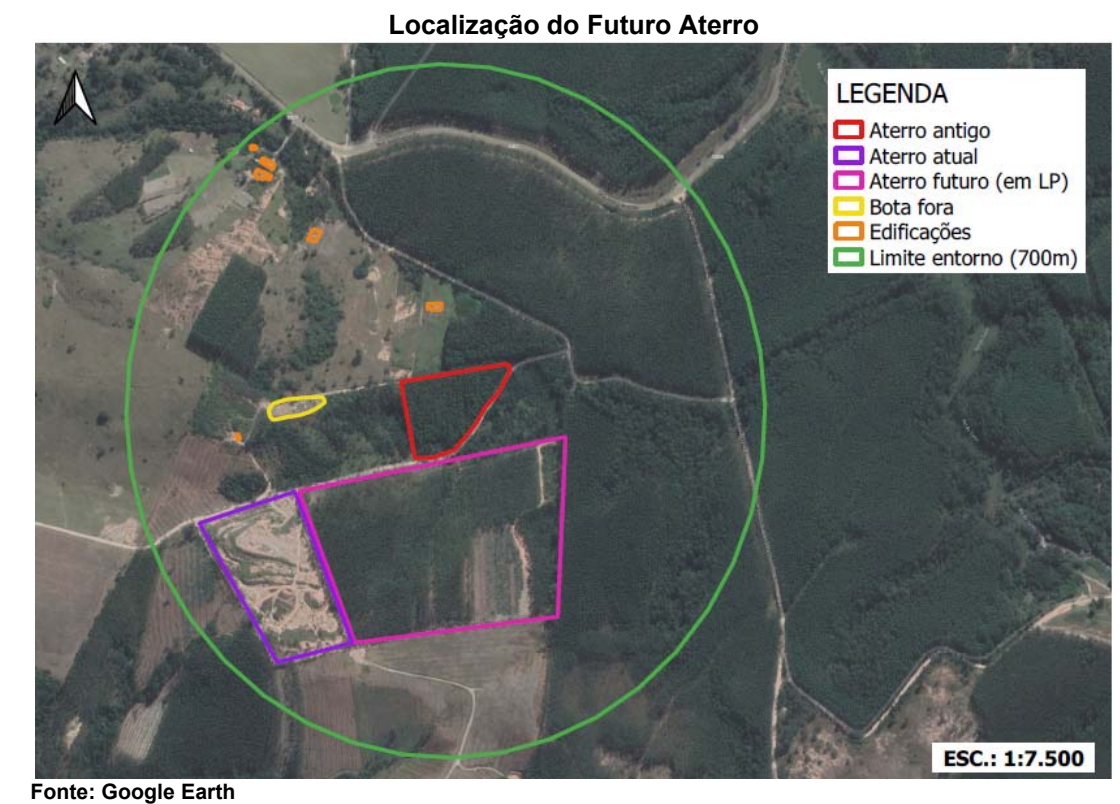 Localização do Futuro Aterro
LEGENDA
Aterro antigo
Aterro atual
Aterro futuro (em LP)
Bota fora
Edificações
Limite entorno (700m)
ESC.: 1:7.500
Fonte: Google Earth